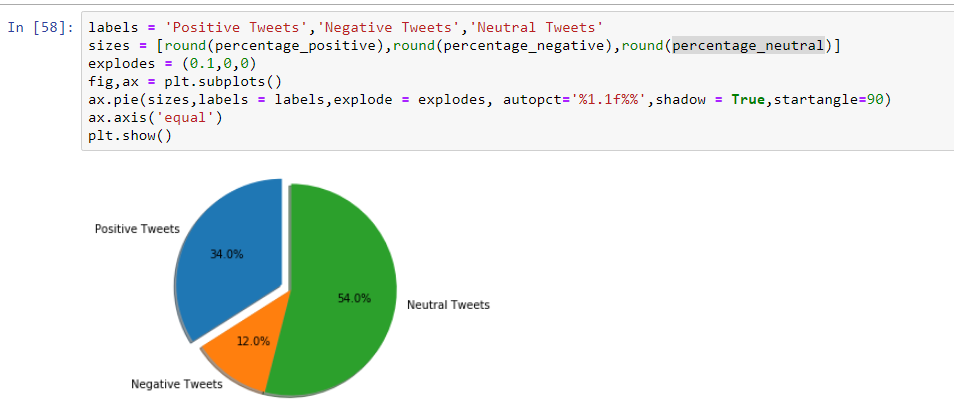 In [58]: labels = 'Positive Tweets','Negative Tweets','Neutral Tweets'
sizes = [round(percentage_positive),round(percentage_negative),round(percentage_neutral)]
explodes = (0.1,0,0)
fig,ax = plt.subplots()
ax.pie(sizes,labels = labels,explode = explodes, autopct='%1.1f%%',shadow = True,startangle=90)
ax.axis('equal')
plt.show()
Positive Tweets
34.0%
54.0%
Neutral Tweets
12.0%
Negative Tweets